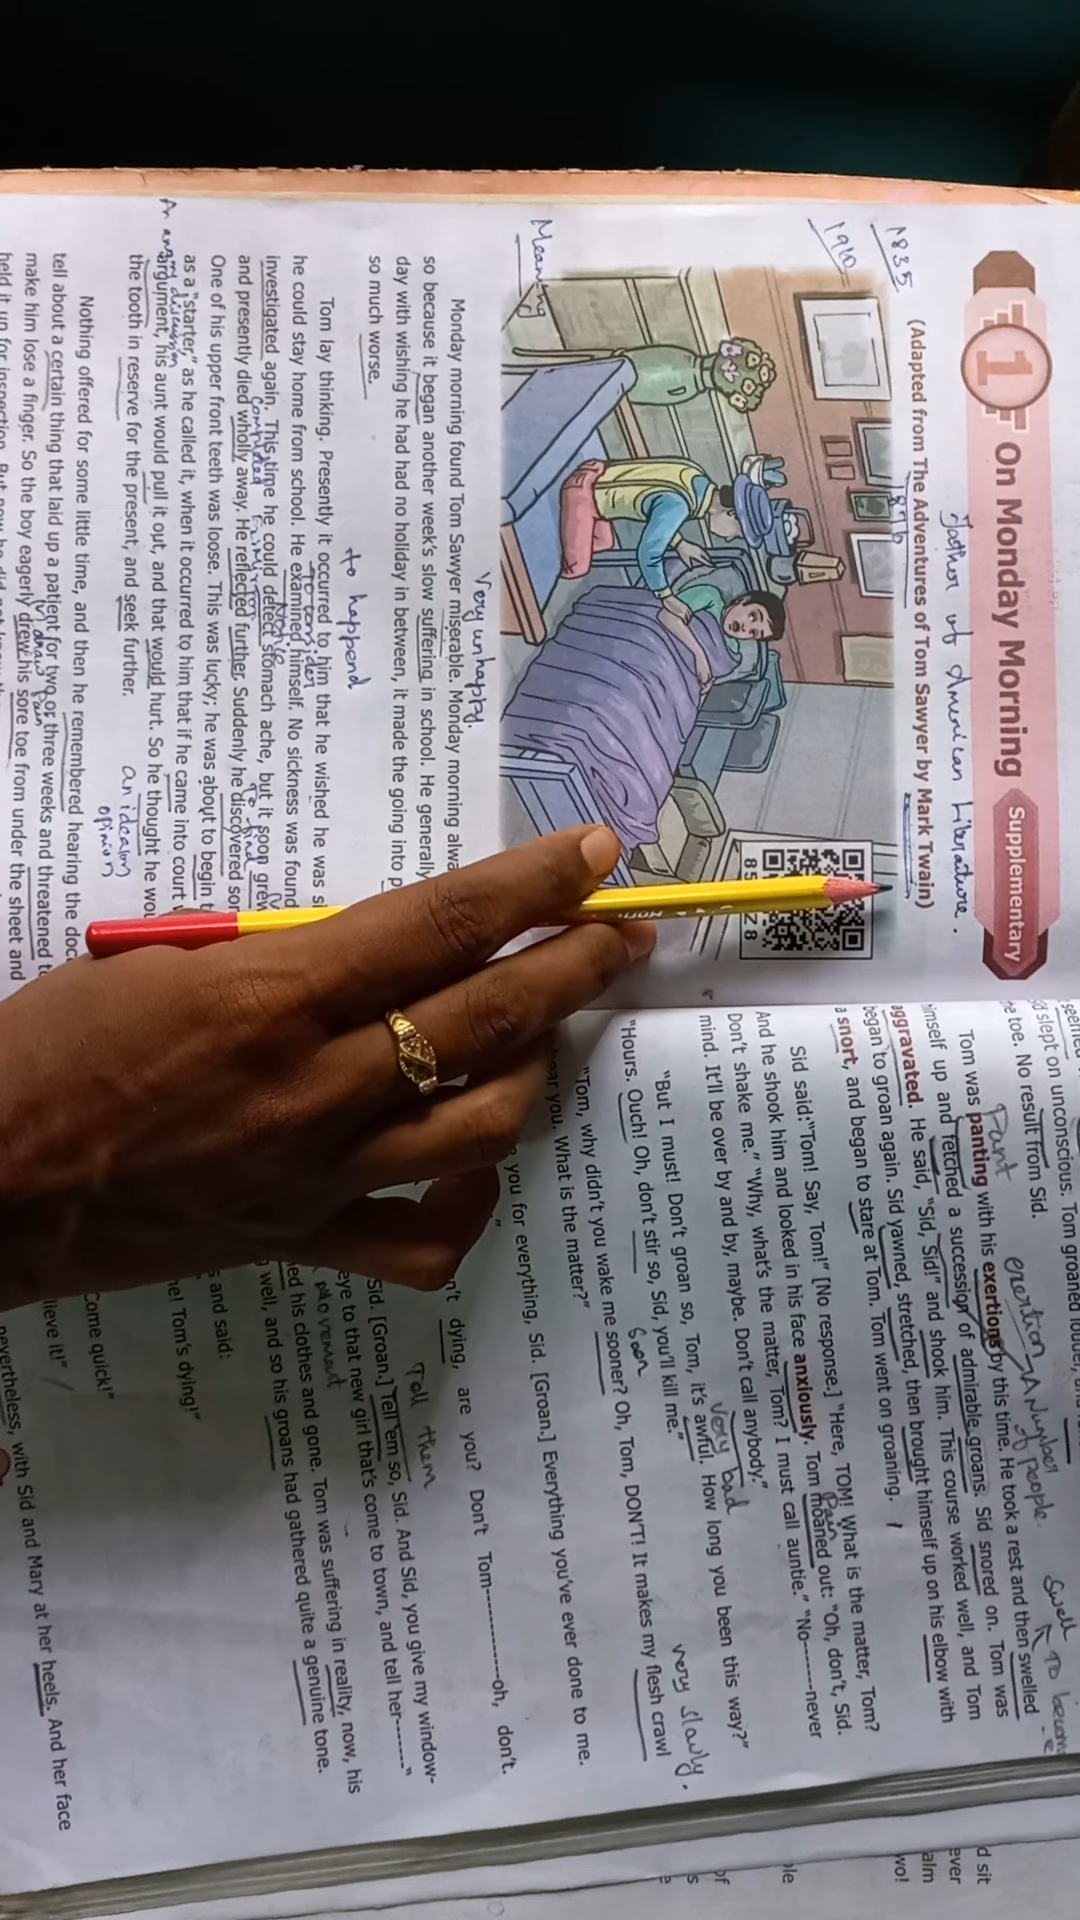 1
On Monday Morning
Supplementary
Father of American Literature.
(Adapted from The Adventures of Tom Sawyer by Mark Twain)
1876
1835
1910
Meaning
Very unhappy.
Monday morning found Tom Sawyer miserable. Monday morning
so because it began another week's slow suffering in school. He generally
day with wishing he had had no holiday in between, it made the going into
so much worse.
to happend
Tom lay thinking. Presently it occurred to him that he wished he was
he could stay home from school. He examined himself. No sickness was found
investigated again. This time he could detect stomach ache, but it soon grew
and presently died wholly away. He reflected further. Suddenly he discovered
One of his upper front teeth was loose. This was lucky; he was about to begin
as a "starter," as he called it, when it occurred to him that if he came into court
argument, his aunt would pull it out, and that would hurt. So he thought he
the tooth in reserve for the present, and seek further.
opinion
Nothing offered for some little time, and then he remembered hearing the
tell about a certain thing that laid up a patient for two or three weeks and threatened
make him lose a finger. So the boy eagerly drew his sore toe from under the sheet and
held it up for inspection. But now he did not know
slept on unconscious. Tom groaned louder,
toe. No result from Sid.
Pant
exertion
A Number
of people.
Swell
To become
Tom was panting with his exertions by this time. He took a rest and then swelled
himself up and fetched a succession of admirable groans. Sid snored on. Tom was
aggravated. He said, "Sid, Sid!" and shook him. This course worked well, and Tom
began to groan again. Sid yawned, stretched, then brought himself up on his elbow with
a snort, and began to stare at Tom. Tom went on groaning.
Sid said:"Tom! Say, Tom!" [No response.] "Here, TOM! What is the matter, Tom?
And he shook him and looked in his face anxiously. Tom moaned out: "Oh, don't, Sid.
Pain
Don't shake me." "Why, what's the matter, Tom? I must call auntie." "No------never
mind. It'll be over by and by, maybe. Don't call anybody."
Very bad
"But I must! Don't groan so, Tom, it's awful. How long you been this way?"
"Hours. Ouch! Oh, don't stir so, Sid, you'll kill me."
Soon
very slowly.
"Tom, why didn't you wake me sooner? Oh, Tom, DON'T! It makes my flesh crawl
hear you. What is the matter?"
you for everything, Sid. [Groan.] Everything you've ever done to me.
dying, are you? Don't Tom------------oh, don't.
Tell them
Sid. [Groan.] Tell 'em so, Sid. And Sid, you give my window-
eye to that new girl that's come to town, and tell her------"
his clothes and gone. Tom was suffering in reality, now, his
well, and so his groans had gathered quite a genuine tone.
and said:
Tom's dying!"
Come quick!"
it!"
nevertheless, with Sid and Mary at her heels. And her face